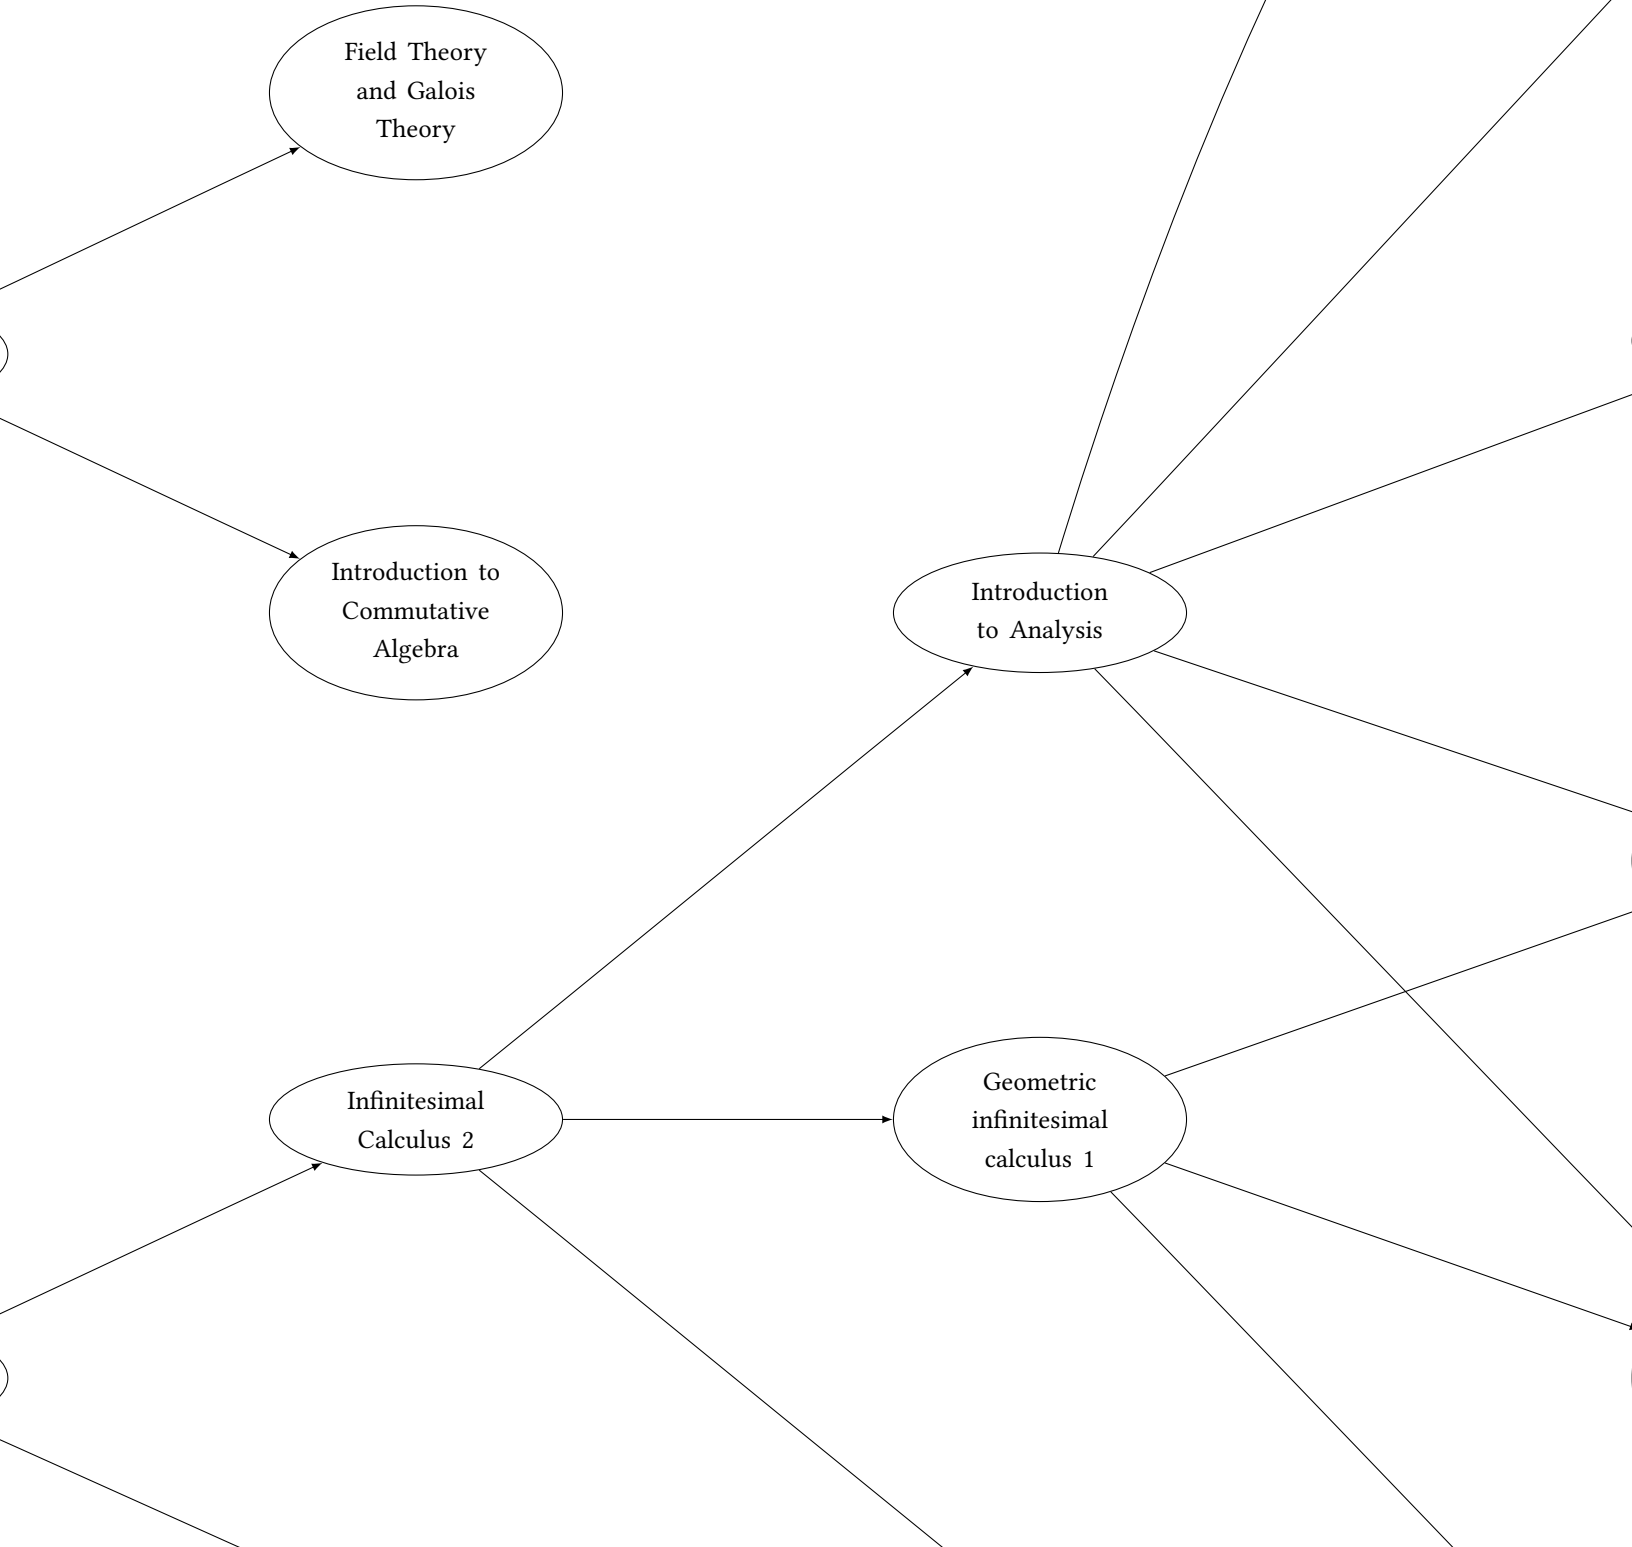 Field Theory
and Galois
Theory
Introduction to
Commutative
Algebra
Introduction
to Analysis
Infinitesimal
Calculus 2
Geometric
infinitesimal
calculus 1